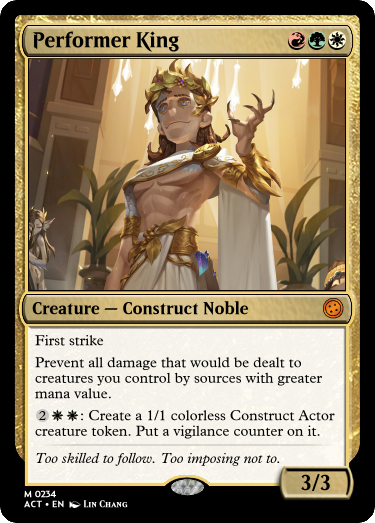 Performer King
Creature — Construct Noble
First strike
Prevent all damage that would be dealt to
creatures you control by sources with greater
mana value.
2: Create a 1/1 colorless Construct Actor
creature token. Put a vigilance counter on it.
Too skilled to follow. Too imposing not to.
3/3
M 0234
ACT • EN Lin Chang